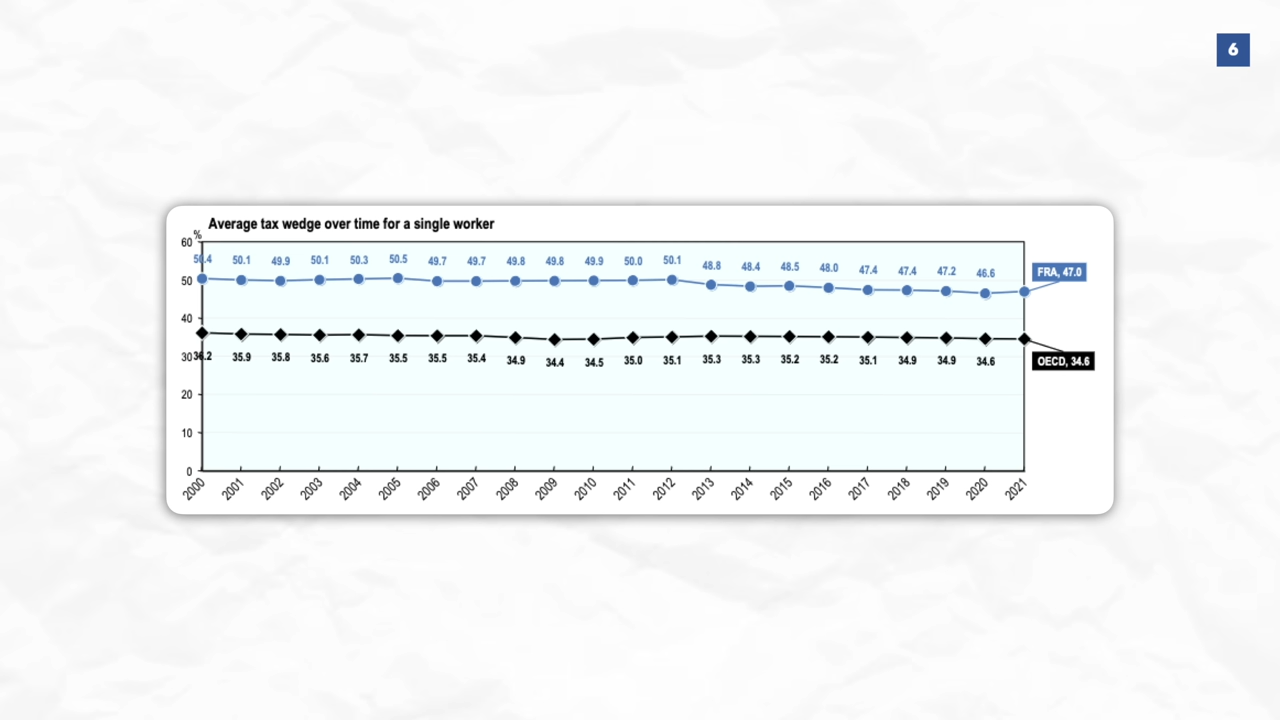 6
Average tax wedge over time for a single worker
%
60
50.4 50.1 49.9 50.1 50.3 50.5 49.7 49.7 49.8 49.8 49.9 50.0 50.1 48.8 48.4 48.5 48.0 47.4 47.4 47.2 46.6 FRA, 47.0
50
40
30
36.2 35.9 35.8 35.6 35.7 35.5 35.5 35.4 34.9 34.4 34.5 35.0 35.1 35.3 35.3 35.2 35.2 35.1 34.9 34.9 34.6 OECD, 34.6
20
10
0
2000 2001 2002 2003 2004 2005 2006 2007 2008 2009 2010 2011 2012 2013 2014 2015 2016 2017 2018 2019 2020 2021